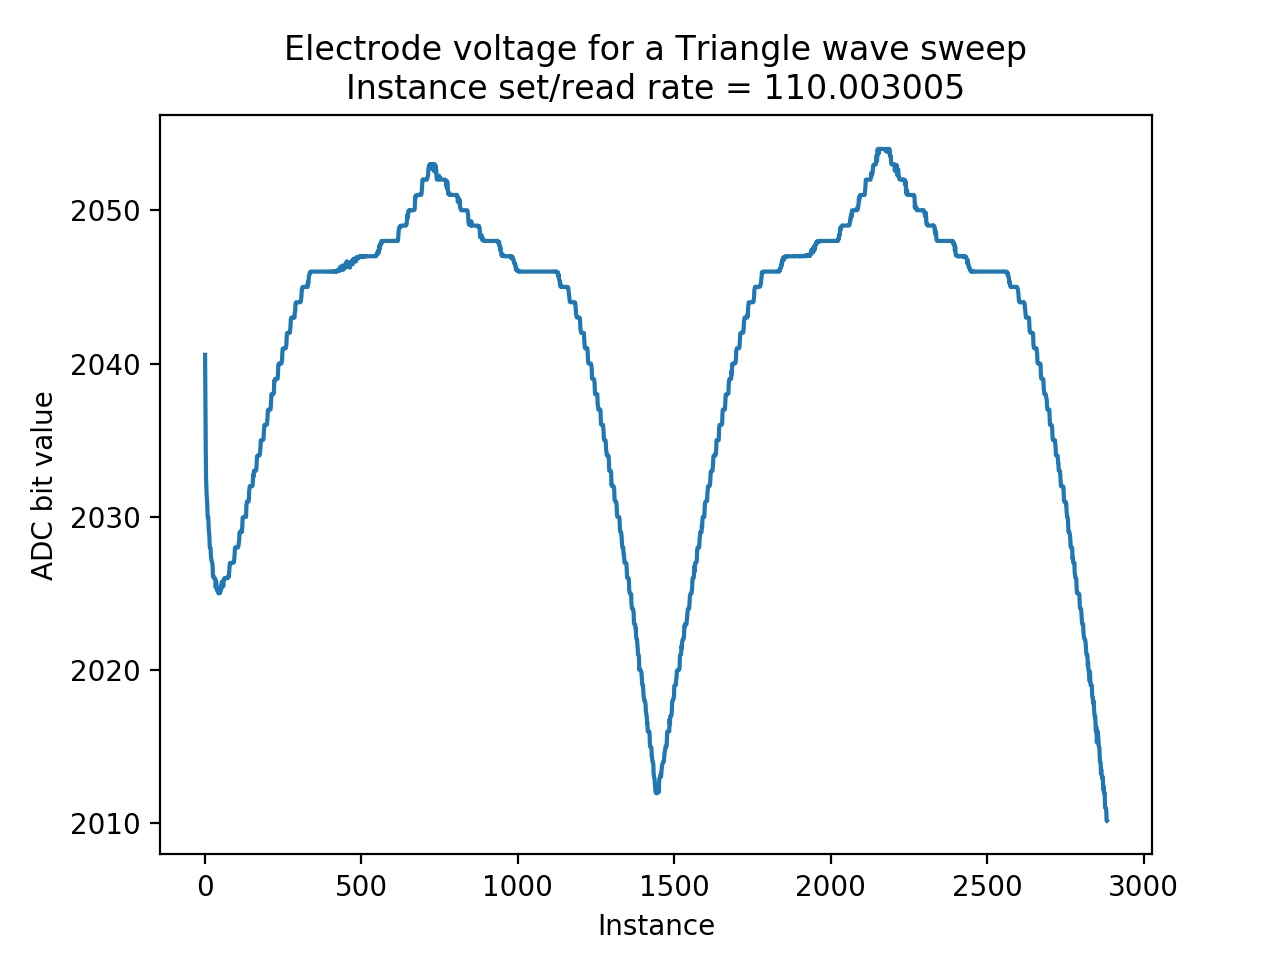 Electrode voltage for a Triangle wave sweep
Instance set/read rate = 110.003005
ADC bit value
2050
2040
2030
2020
2010
0 500 1000 1500 2000 2500 3000
Instance